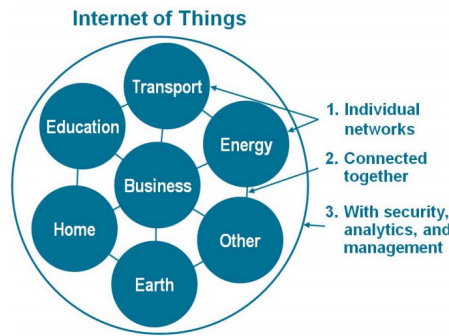 Internet of Things
Transport
Education
Energy
Business
Home
Other
Earth
1. Individual
networks
2. Connected
together
3. With security,
analytics, and
management